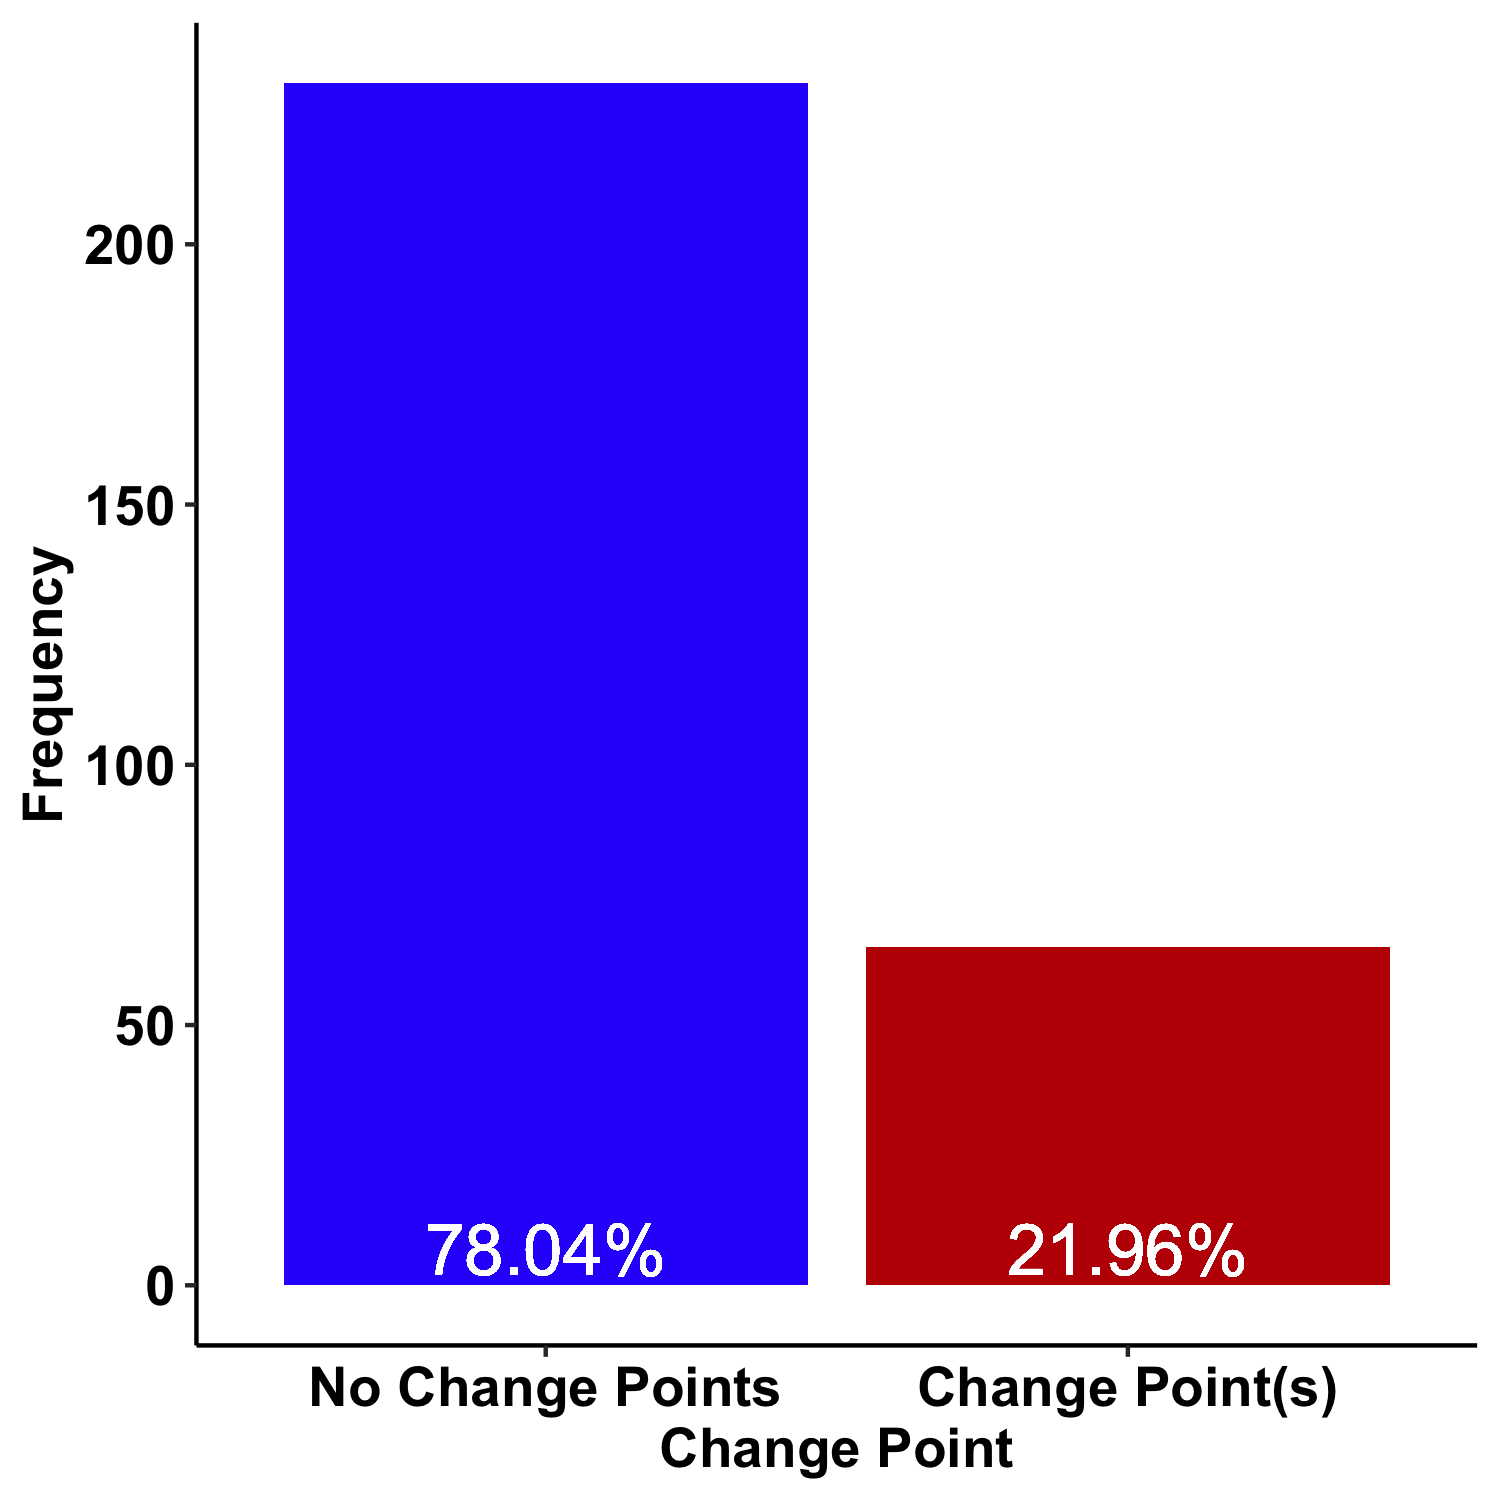 Frequency
200
150
100
50
0
78.04%
21.96%
No Change Points
Change Point(s)
Change Point